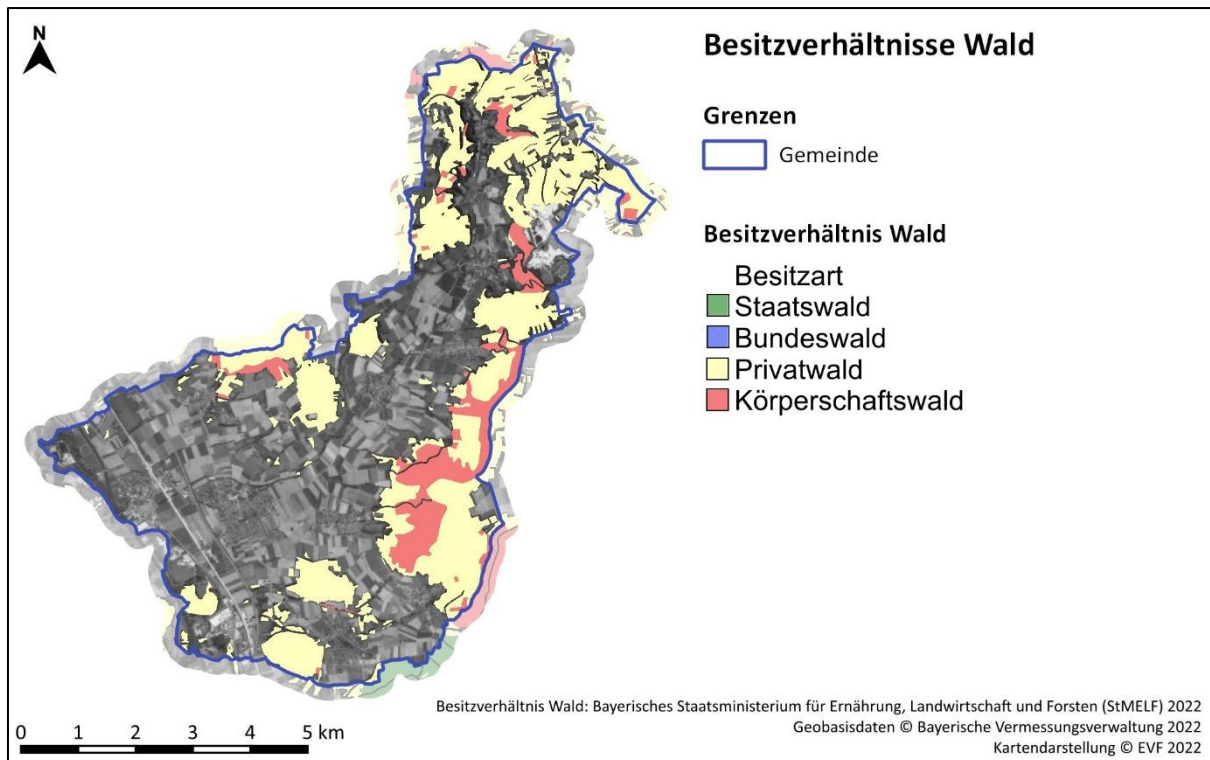 N
Besitzverhältnisse Wald
Grenzen
Gemeinde
Besitzverhältnis Wald
Besitzart
Staatswald
Bundeswald
Privatwald
Körperschaftswald
Besitzverhältnis Wald: Bayerisches Staatsministerium für Ernährung, Landwirtschaft und Forsten (StMELF) 2022
Geobasisdaten © Bayerische Vermessungsverwaltung 2022
Kartendarstellung © EVF 2022
0 1 2 3 4 5 km